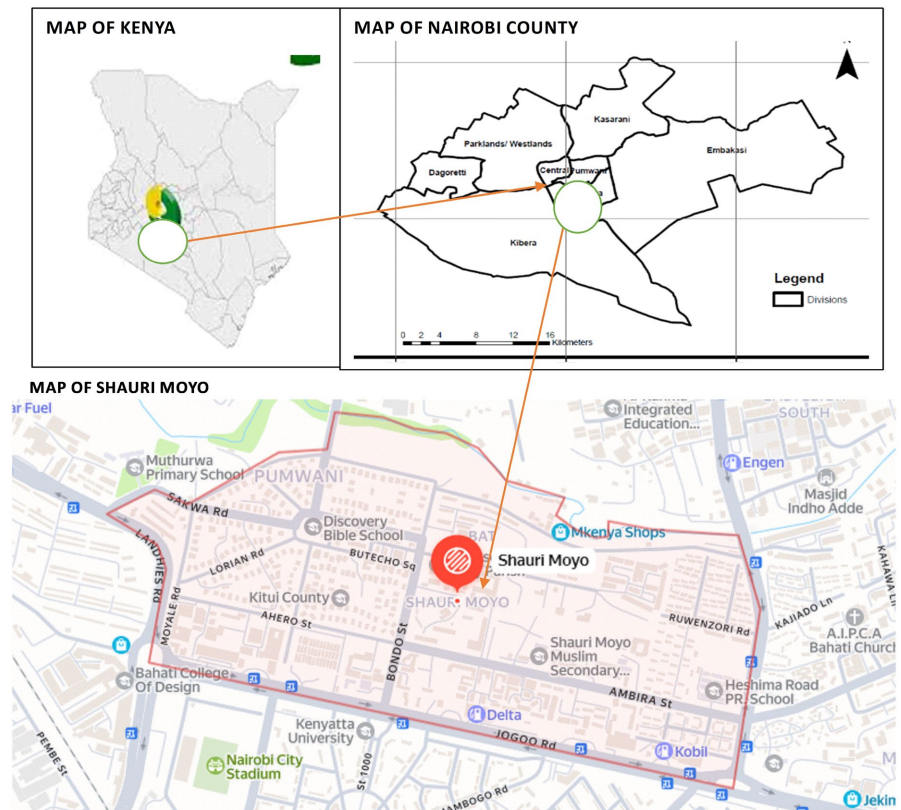 MAP OF KENYA
MAP OF NAIROBI COUNTY
Kasarani
Parklands/ Westlands
Embakasi
Dagoretti
Central
Pumwani
Kibera
Legend
Divisions
0 2 4 8 12 16
Kilometers
MAP OF SHAURI MOYO
ar Fuel
Integrated
Education...
SOUTH
Engen
Muthurwa
Primary School
PUMWANI
Masjid
Indho Adde
SAKWA Rd
Discovery
Bible School
BAT
Mkenya Shops
LANDHIES Rd
LORIAN Rd
BUTECHO Sq
Shauri Moyo
KAHAWA Ln
MOYALE Rd
Kitui County
SHAURI MOYO
KAJIADO Ln
AHERO St
RUWENZORI Rd
A.I.P.C.A
Bahati Church
BONDO St
Shauri Moyo
Muslim
Secondary...
Bahati College
Of Design
AMBIRA St
Heshima Road
PR. School
Delta
Kenyatta
University
JOGOO Rd
Kobil
PEMBE St
Nairobi City
Stadium
St 1000
AMBOGO Rd
M
Jekin